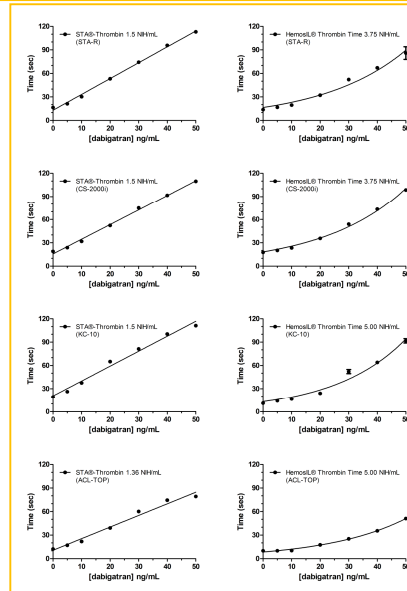 STA®-Thrombin 1.5 NIH/mL
(STA-R)
120
90
60
30
0
Time (sec)
0 10 20 30 40 50
[dabigatran] ng/mL
HemosIL® Thrombin Time 3.75 NIH/mL
(STA-R)
120
90
60
30
0
Time (sec)
0 10 20 30 40 50
[dabigatran] ng/mL
STA®-Thrombin 1.5 NIH/mL
(CS-2000i)
120
90
60
30
0
Time (sec)
0 10 20 30 40 50
[dabigatran] ng/mL
HemosIL® Thrombin Time 3.75 NIH/mL
(CS-2000i)
120
90
60
30
0
Time (sec)
0 10 20 30 40 50
[dabigatran] ng/mL
STA®-Thrombin 1.5 NIH/mL
(KC-10)
120
90
60
30
0
Time (sec)
0 10 20 30 40 50
[dabigatran] ng/mL
HemosIL® Thrombin Time 5.00 NIH/mL
(KC-10)
120
90
60
30
0
Time (sec)
0 10 20 30 40 50
[dabigatran] ng/mL
STA®-Thrombin 1.36 NIH/mL
(ACL-TOP)
120
90
60
30
0
Time (sec)
0 10 20 30 40 50
[dabigatran] ng/mL
HemosIL® Thrombin Time 5.00 NIH/mL
(ACL-TOP)
120
90
60
30
0
Time (sec)
0 10 20 30 40 50
[dabigatran] ng/mL